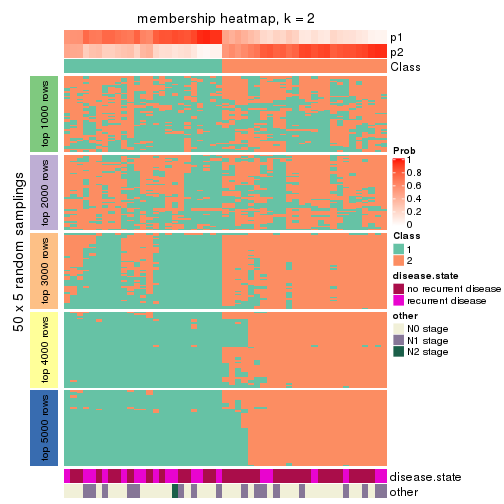 membership heatmap, k = 2
p1
p2
Class
50 x 5 random samplings
top 1000 rows
top 2000 rows
top 3000 rows
top 4000 rows
top 5000 rows
disease.state
other
Prob
1
0.8
0.6
0.4
0.2
0
Class
1
2
disease.state
no recurrent disease
recurrent disease
other
N0 stage
N1 stage
N2 stage